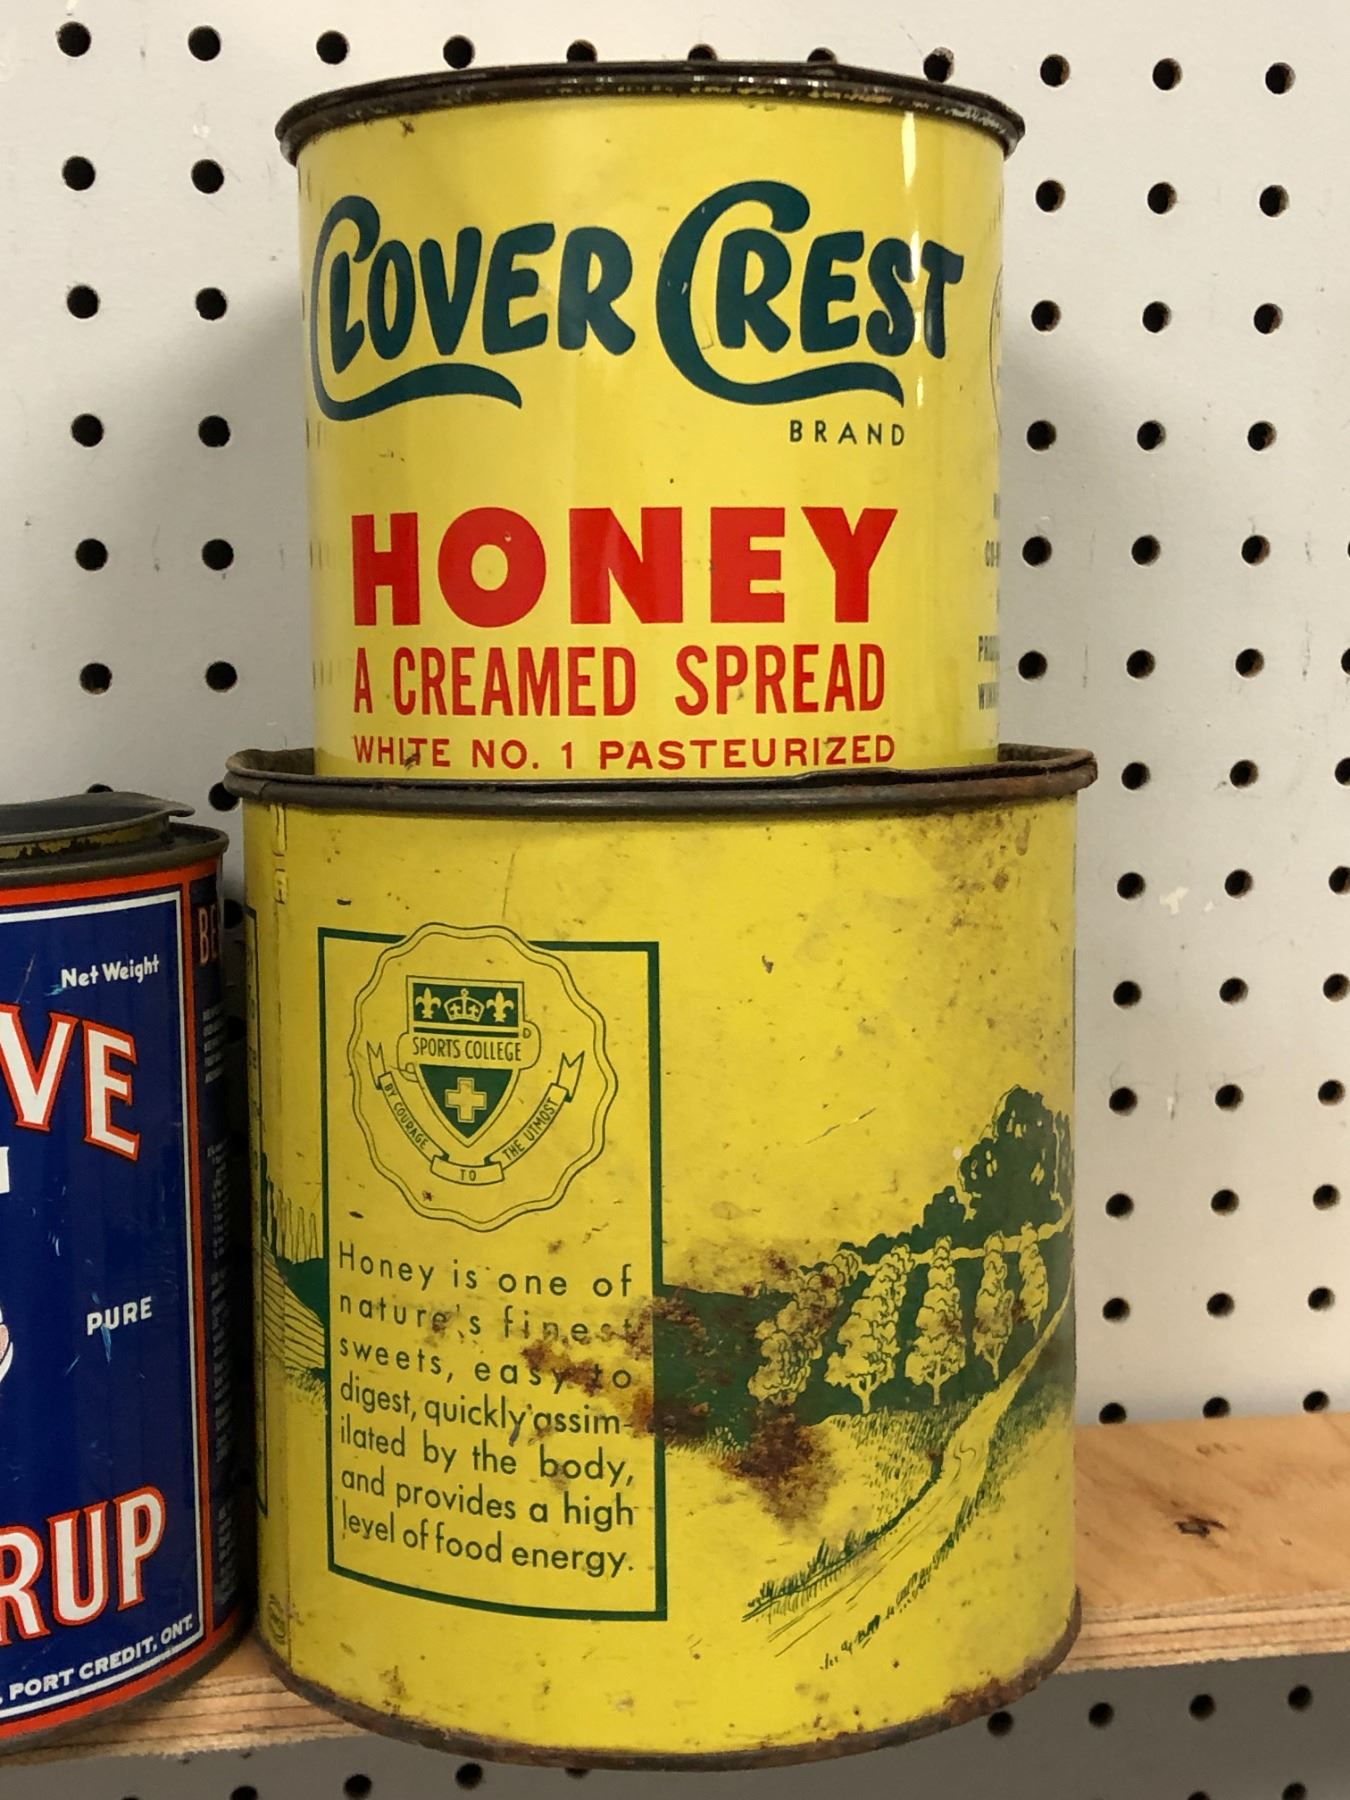 CLOVER CREST
BRAND
HONEY
A CREAMED SPREAD
WHITE NO. 1 PASTEURIZED
SPORTS COLLEGE
BY COURAGE TO THE UTMOST
Honey is one of
nature's finest
sweets, easy to
digest, quickly assim-
ilated by the body,
and provides a high
level of food energy.
Net Weight
VE
PURE
RUP
PORT CREDIT, ONT.